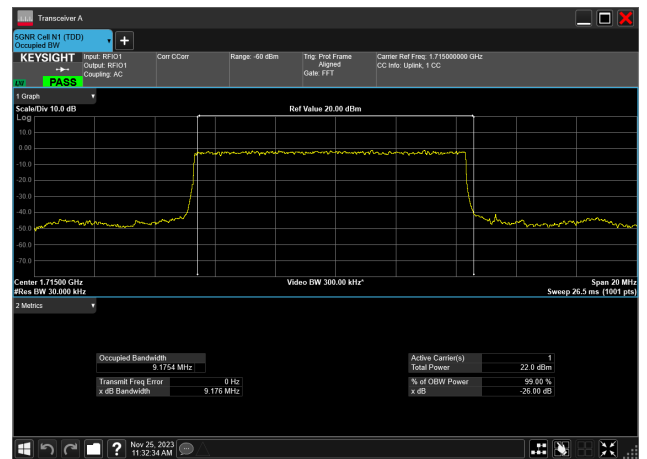 Transceiver A
5GNR Cell N1 (TDD)
Occupied BW
KEYSIGHT
Input: RFIO1
Output: RFIO1
Coupling: AC
Corr CCorr
Range: -60 dBm
Trig: Prot Frame
Aligned
Gate: FFT
Carrier Ref Freq: 1.715000000 GHz
CC Info: Uplink, 1 CC
PASS
1 Graph
Scale/Div 10.0 dB
Ref Value 20.00 dBm
Log
10.0
0.00
-10.0
-20.0
-30.0
-40.0
-50.0
-60.0
-70.0
Center 1.71500 GHz
Video BW 300.00 kHz*
Span 20 MHz
#Res BW 30.000 kHz
Sweep 26.5 ms (1001 pts)
2 Metrics
Occupied Bandwidth
9.1754 MHz
Active Carrier(s) 1
Total Power 22.0 dBm
Transmit Freq Error 0 Hz
x dB Bandwidth 9.176 MHz
% of OBW Power 99.00 %
x dB -26.00 dB
Nov 25, 2023
11:32:34 AM